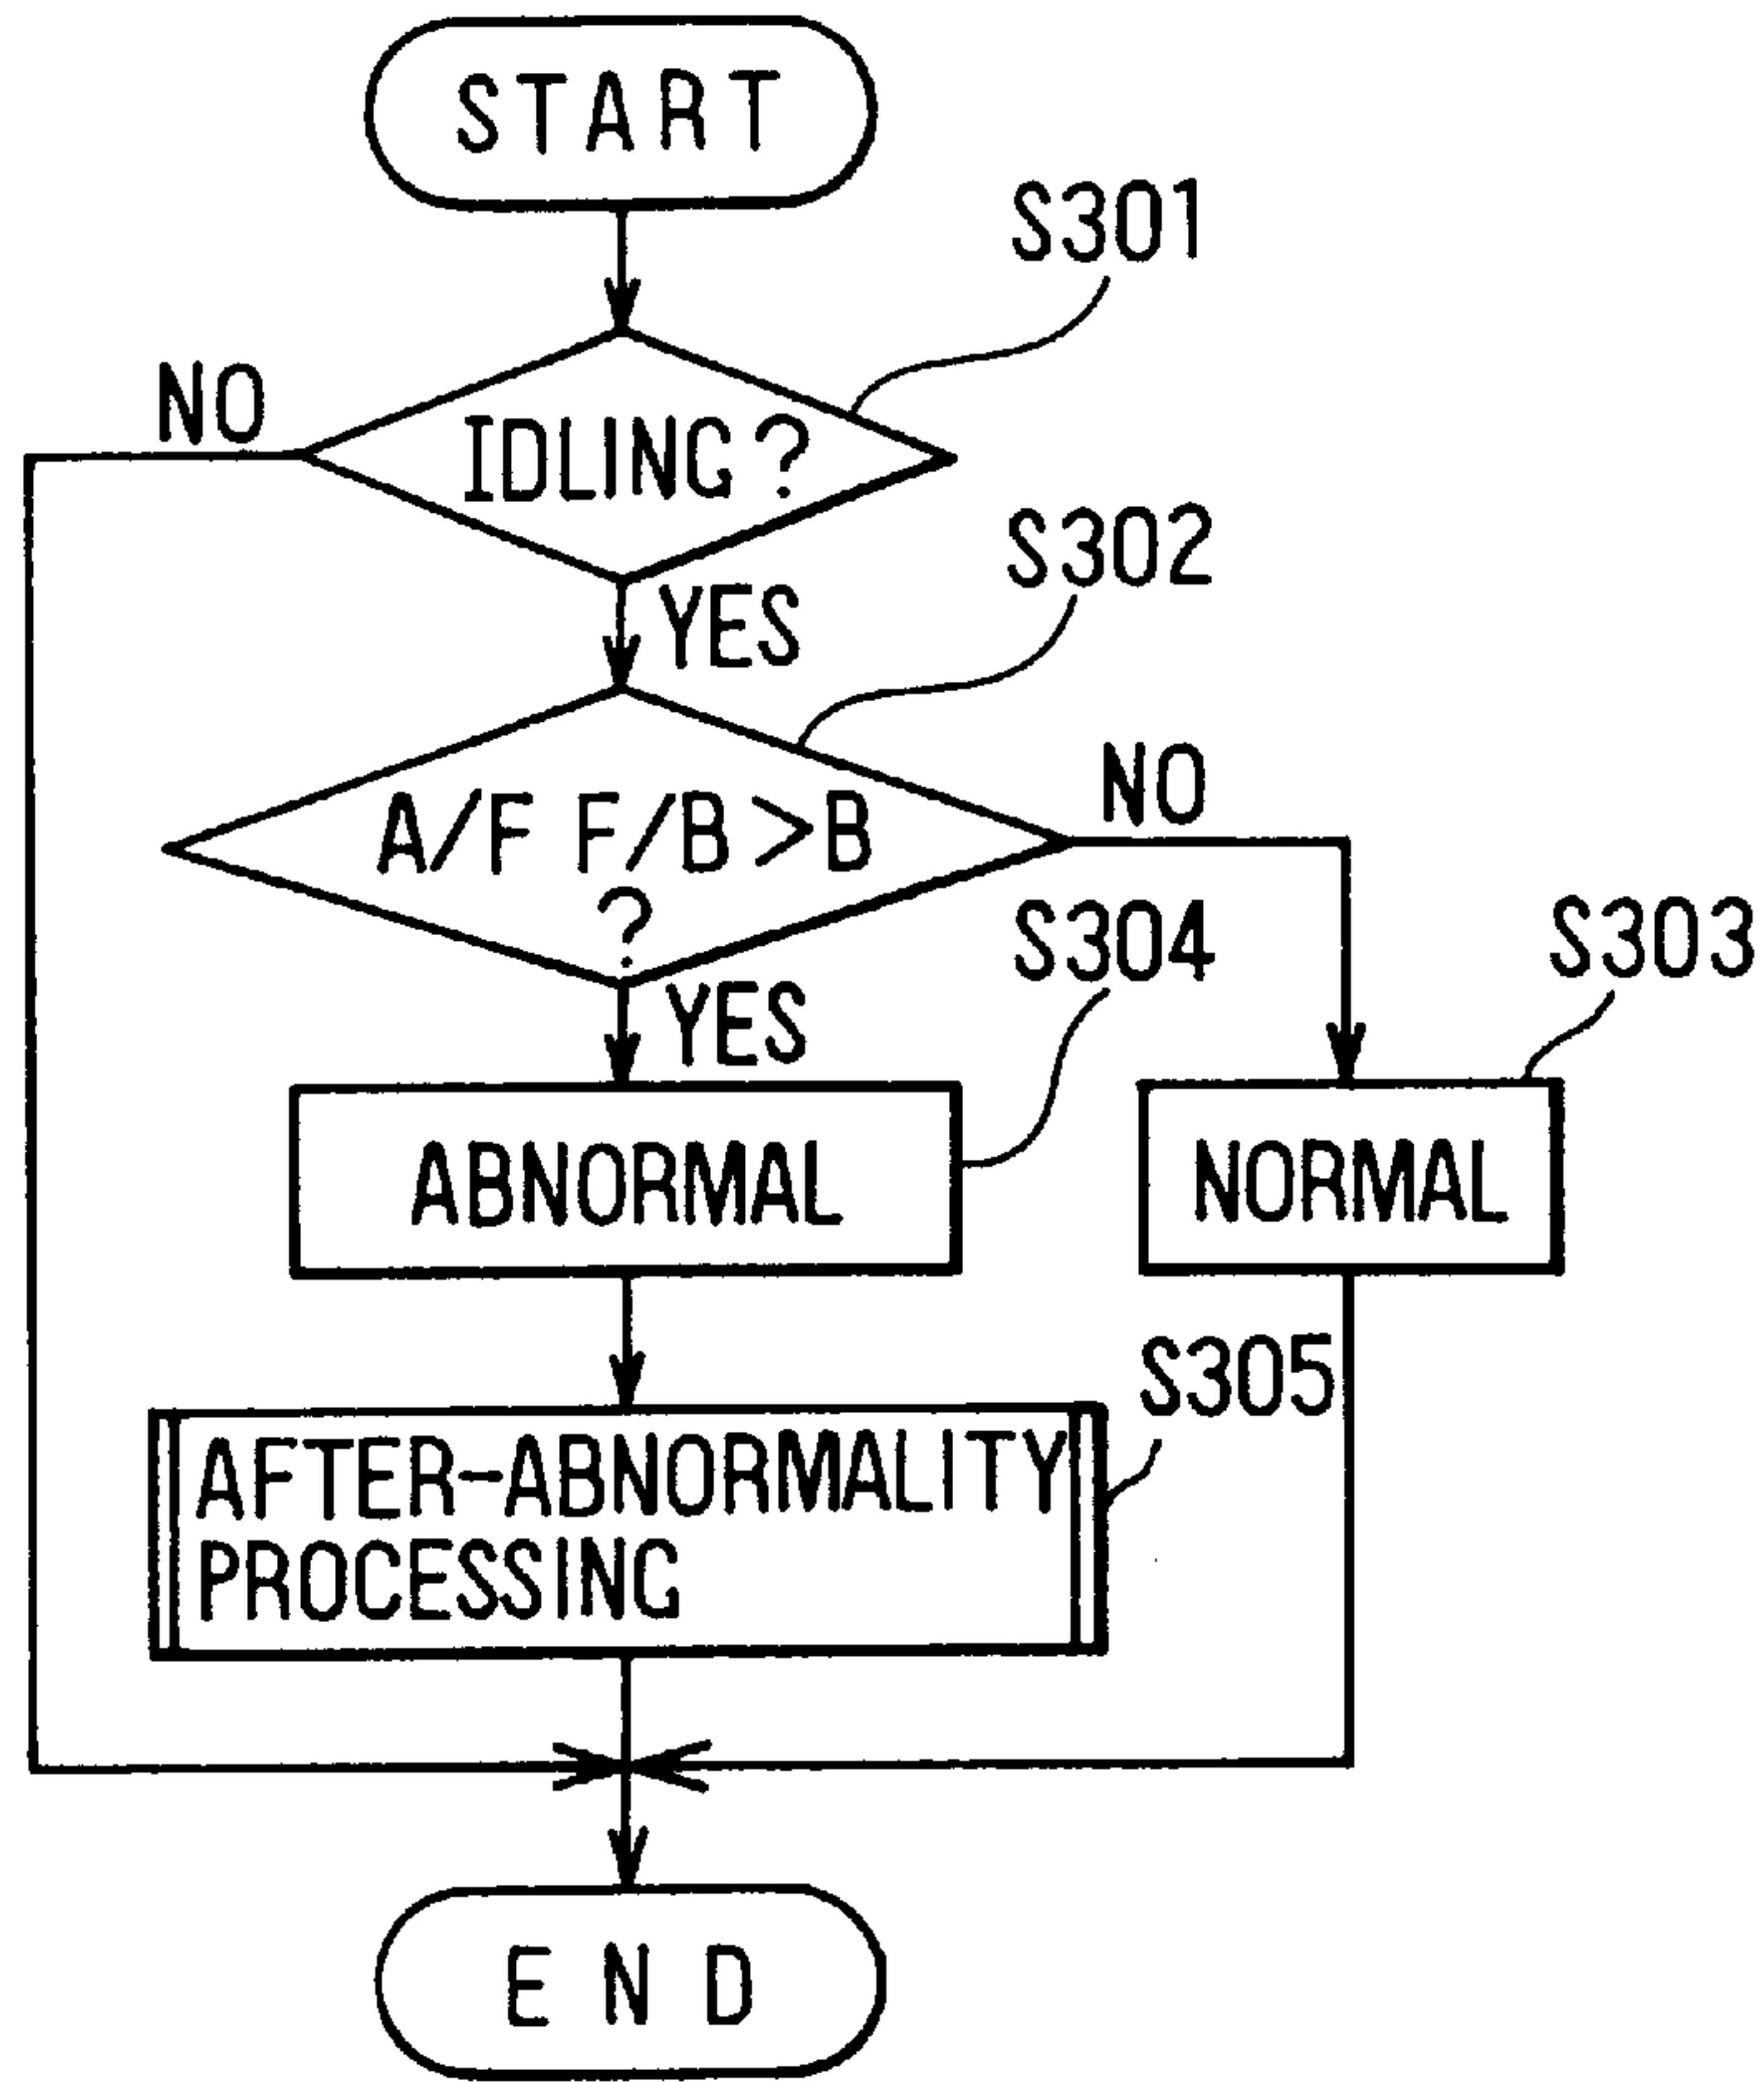 START
S301
NO
IDLING?
S302
YES
A/F F/B>B
?
NO
S304
S303
YES
ABNORMAL
NORMAL
S305
AFTER-ABNORMALITY
PROCESSING
END